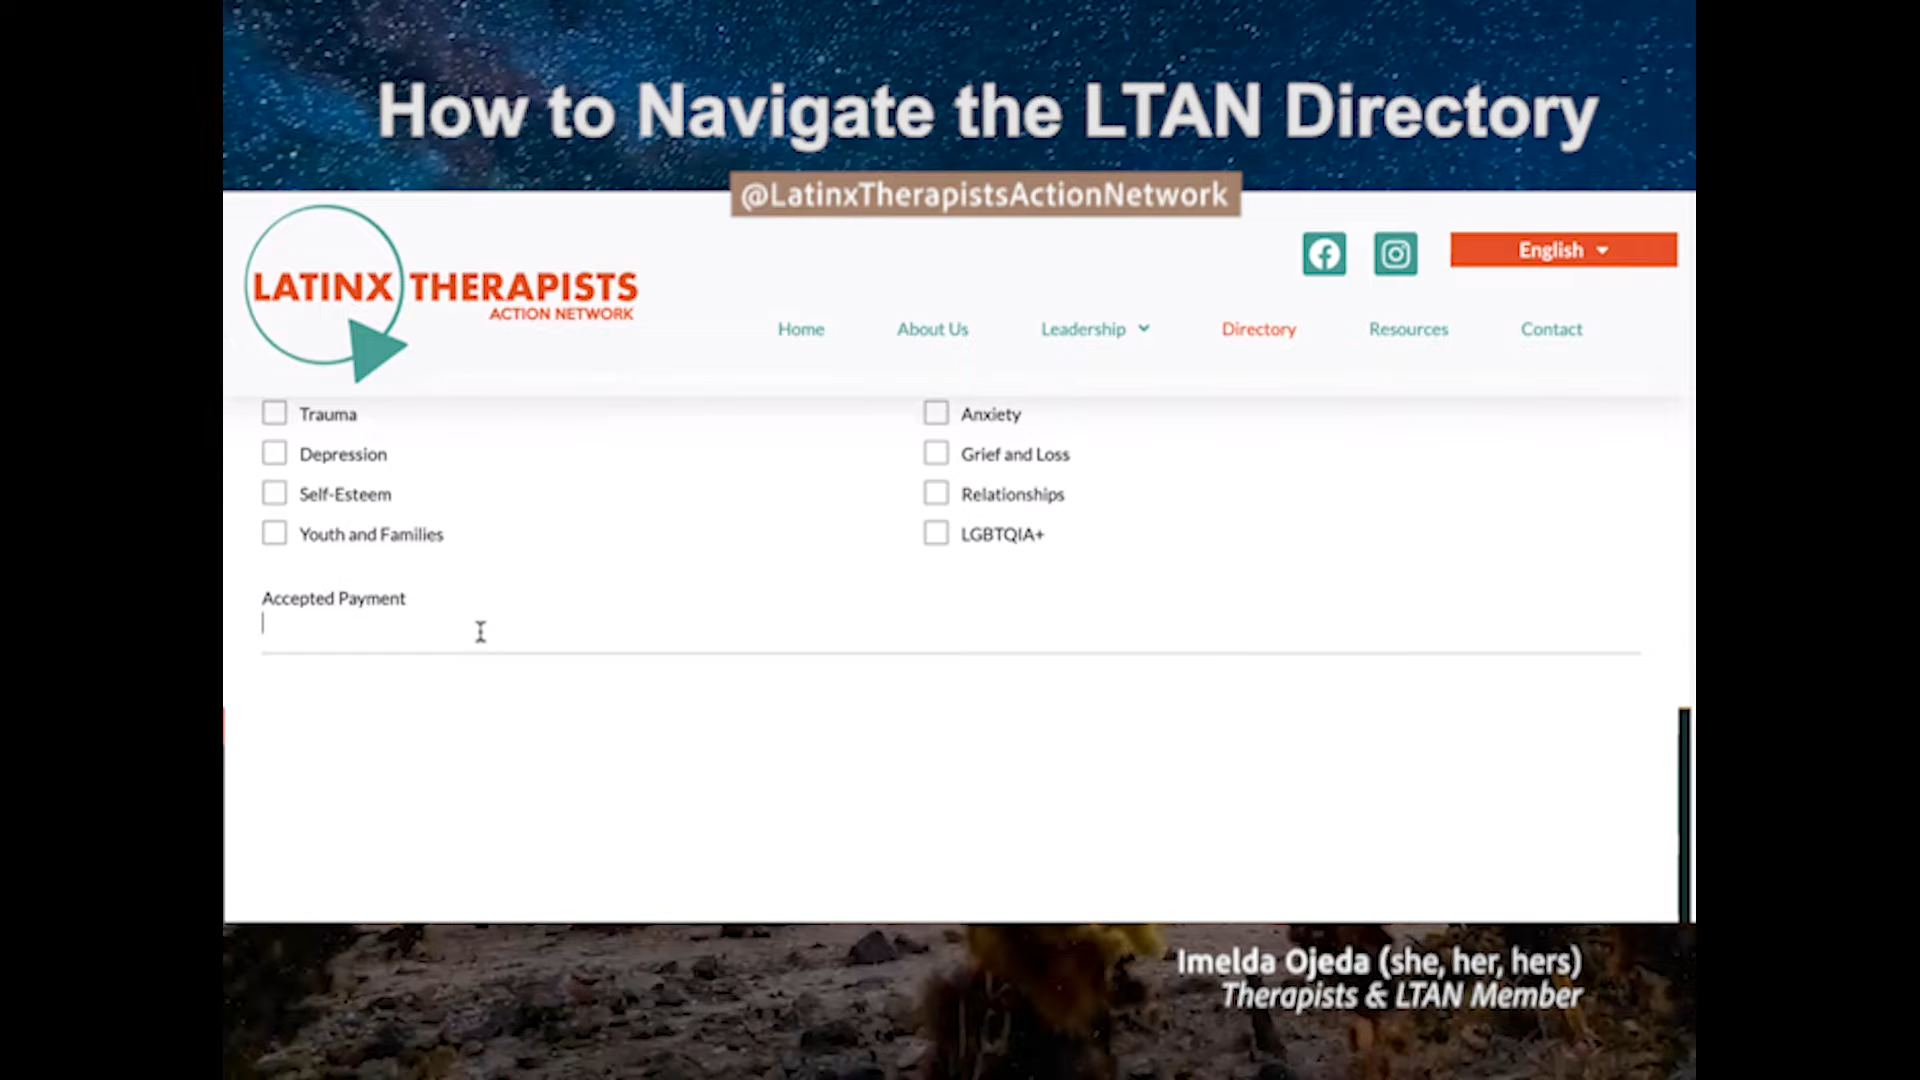 How to Navigate the LTAN Directory
@LatinxTherapistsActionNetwork
LATINX THERAPISTS
ACTION NETWORK
English
Home About Us Leadership Directory Resources Contact
Trauma Anxiety
Depression Grief and Loss
Self-Esteem Relationships
Youth and Families LGBTQIA+
Accepted Payment
Imelda Ojeda (she, her, hers)
Therapists & LTAN Member